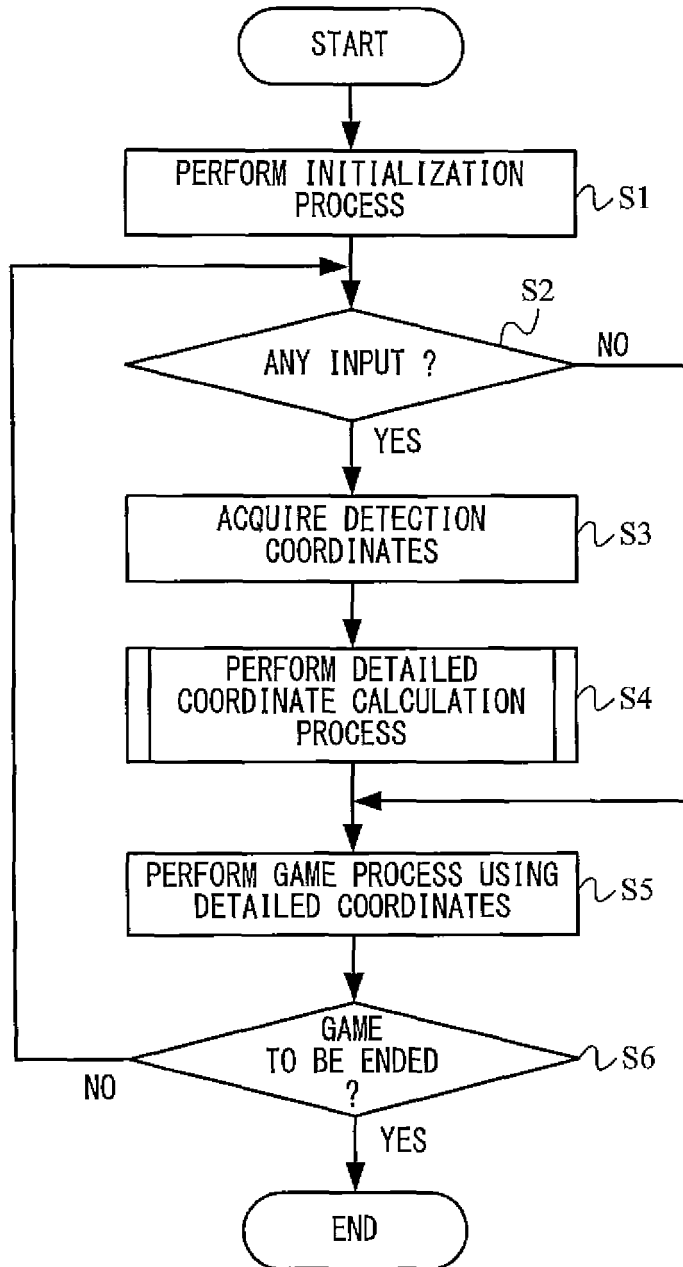 START
PERFORM INITIALIZATION
PROCESS
S1
S2
ANY INPUT ?
NO
YES
ACQUIRE DETECTION
COORDINATES
S3
PERFORM DETAILED
COORDINATE CALCULATION
PROCESS
S4
PERFORM GAME PROCESS USING
DETAILED COORDINATES
S5
GAME
TO BE ENDED
?
S6
NO
YES
END